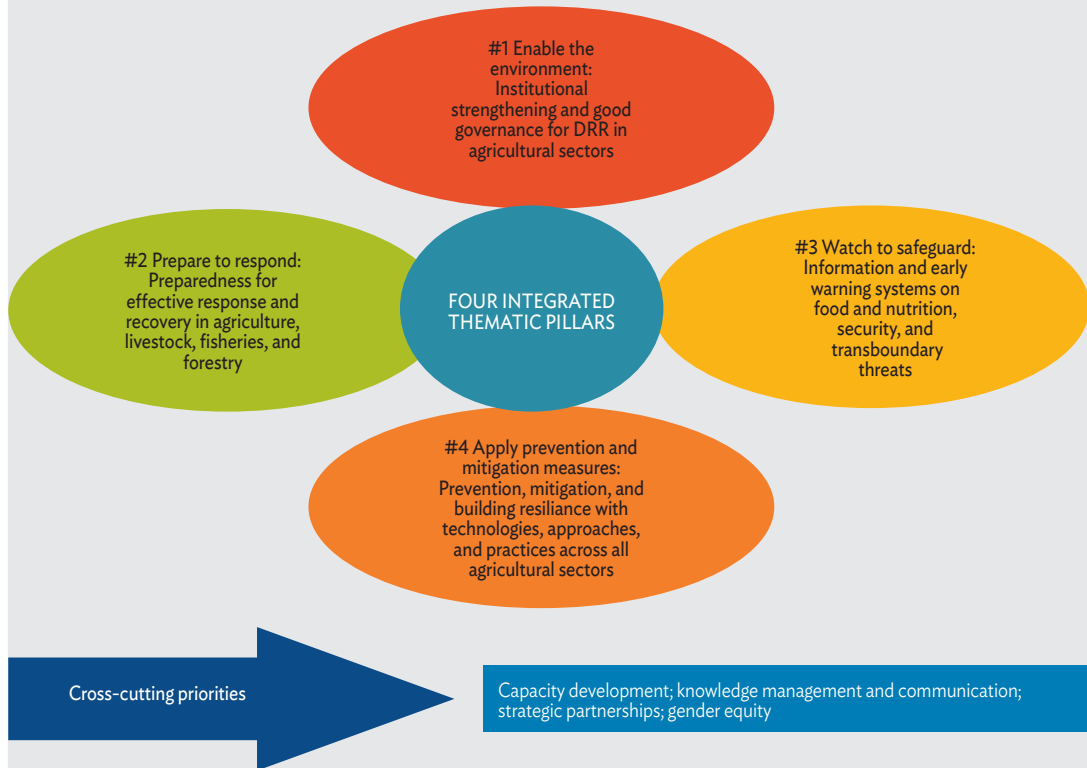 #1 Enable the
environment:
Institutional
strengthening and good
governance for DRR in
agricultural sectors
#2 Prepare to respond:
Preparedness for
effective response and
recovery in agriculture,
livestock, fisheries, and
forestry
FOUR INTEGRATED
THEMATIC PILLARS
#3 Watch to safeguard:
Information and early
warning systems on
food and nutrition,
security, and
transboundary
threats
#4 Apply prevention and
mitigation measures:
Prevention, mitigation, and
building resiliance with
technologies, approaches,
and practices across all
agricultural sectors
Cross-cutting priorities
Capacity development; knowledge management and communication;
strategic partnerships; gender equity